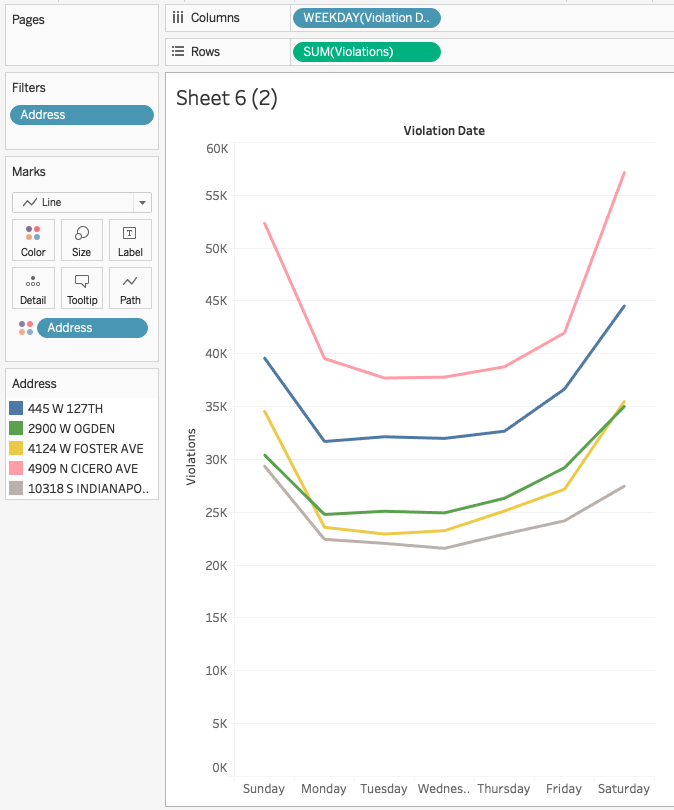 Pages
Columns
WEEKDAY(Violation D..
Rows
SUM(Violations)
Filters
Address
Marks
Line
Color
Size
T
Label
Detail
Tooltip
Path
Address
Address
445 W 127TH
2900 W OGDEN
4124 W FOSTER AVE
4909 N CICERO AVE
10318 S INDIANAPO..
Sheet 6 (2)
Violation Date
60K
55K
50K
45K
40K
35K
30K
25K
20K
15K
10K
5K
0K
Violations
Sunday Monday Tuesday Wednes.. Thursday Friday Saturday